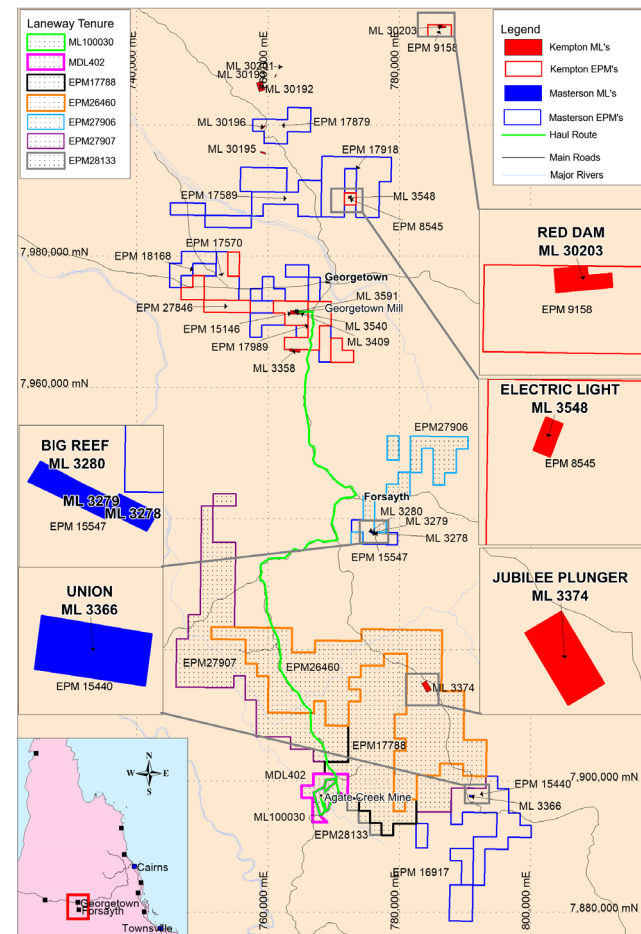 Laneway Tenure
ML100030
MDL402
EPM17788
EPM26460
EPM27906
EPM27907
EPM28133
740,000 mE
760,000 mE
780,000 mE
ML 30203
EPM 9158
Legend
Kempton ML's
Kempton EPM's
Masterson ML's
Masterson EPM's
Haul Route
Main Roads
Major Rivers
ML 30201
ML 30192
ML 30196
EPM 17879
ML 30195
EPM 17918
EPM 17589
ML 3548
EPM 8545
RED DAM
ML 30203
EPM 9158
7,980,000 mN
EPM 17570
EPM 18168
Georgetown
ML 3591
Georgetown Mill
EPM 27846
ML 3540
EPM 15146
ML 3409
EPM 17989
ML 3358
7,960,000 mN
ELECTRIC LIGHT
ML 3548
EPM 8545
BIG REEF
ML 3280
ML 3279
ML 3278
EPM 15547
EPM27906
Forsayth
ML 3280
ML 3279
ML 3278
EPM 15547
UNION
ML 3366
EPM 15440
JUBILEE PLUNGER
ML 3374
EPM27907
EPM26460
ML 3374
EPM17788
MDL402
7,900,000 mN
Agate Creek Mine
EPM 15440
ML 3366
ML100030
EPM28133
EPM 16917
N
W
E
S
Cairns
Georgetown
Forsayth
Townsville
760,000 mE
780,000 mE
800,000 mE
7,880,000 mN